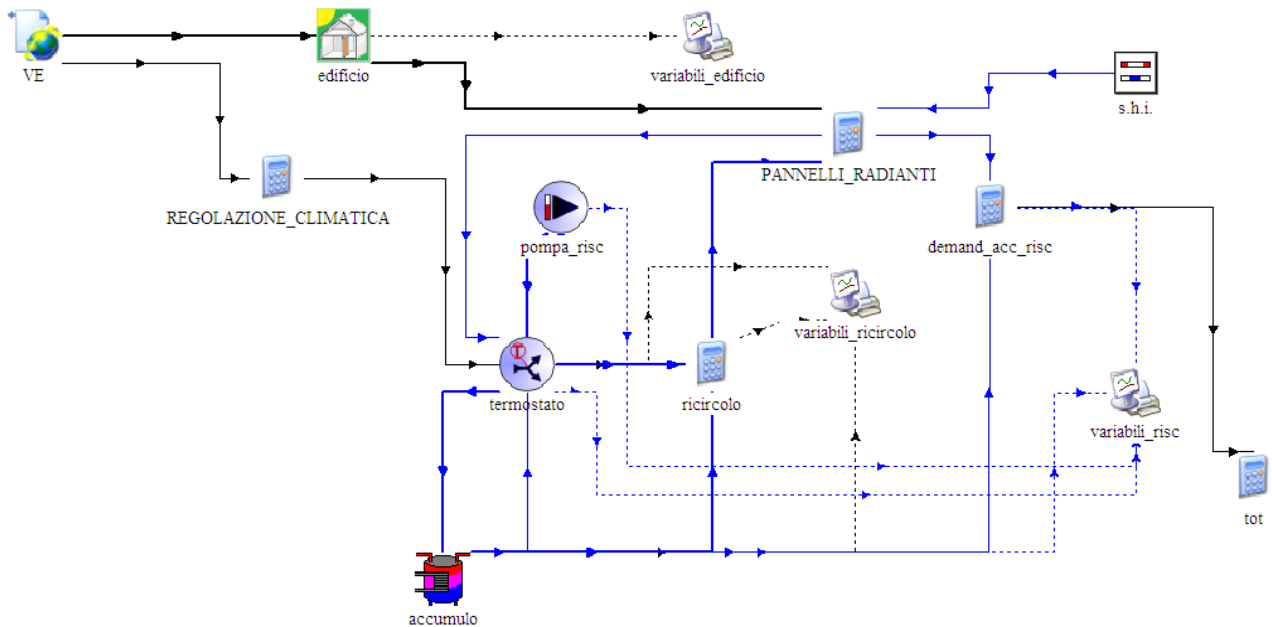 VE
edificio
variabili_edificio
s.h.i.
PANNELLI_RADIANTI
REGOLAZIONE_CLIMATICA
pompa_risc
demand_acc_risc
variabili_ricircolo
termostato
ricircolo
variabili_risc
tot
accumulo